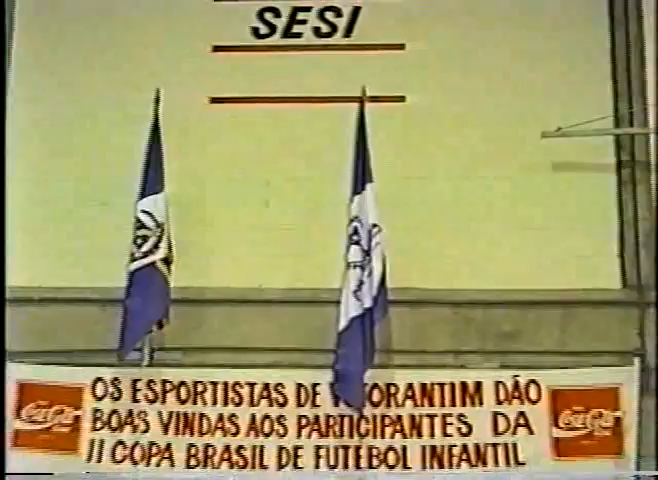 SESI
OS ESPORTISTAS DE ORANTIM DÃO
BOAS VINDAS AOS PARTICIPANTES DA
II COPA BRASIL DE FUTEBOL INFANTIL
Coca-Cola
Coca-Cola